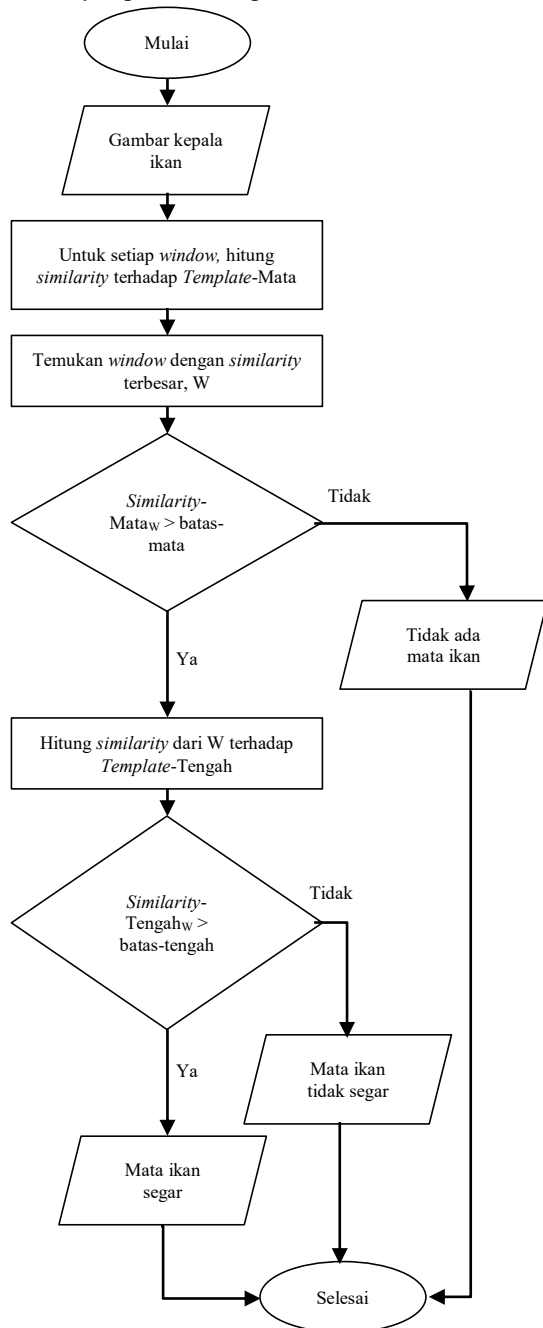 Mulai
Gambar kepala
ikan
Untuk setiap window, hitung
similarity terhadap Template-Mata
Temukan window dengan similarity
terbesar, W
Similarity-
MataW > batas-
mata
Tidak
Tidak ada
mata ikan
Ya
Hitung similarity dari W terhadap
Template-Tengah
Similarity-
TengahW >
batas-tengah
Tidak
Mata ikan
tidak segar
Ya
Mata ikan
segar
Selesai